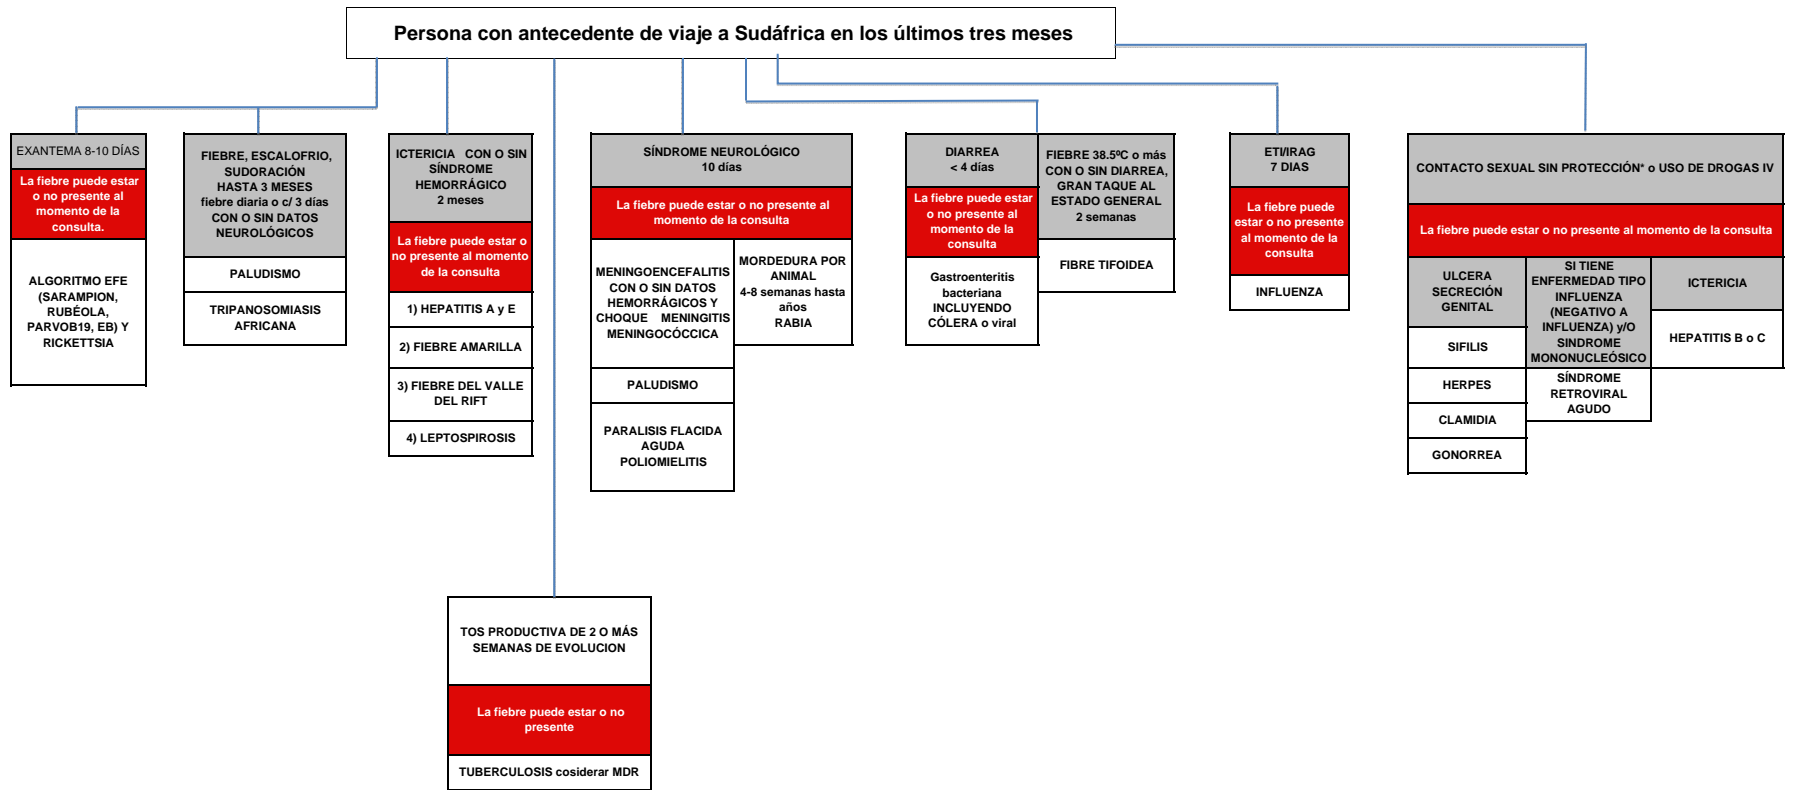 Persona con antecedente de viaje a Sudáfrica en los últimos tres meses
EXANTEMA 8-10 DÍAS
La fiebre puede estar
o no presente al
momento de la
consulta.
ALGORITMO EFE
(SARAMPION,
RUBÉOLA,
PARVOB19, EB) Y
RICKETTSIA
FIEBRE, ESCALOFRIO,
SUDORACIÓN
HASTA 3 MESES
fiebre diaria o c/ 3 días
CON O SIN DATOS
NEUROLÓGICOS
PALUDISMO
TRIPANOSOMIASIS
AFRICANA
ICTERICIA CON O SIN
SÍNDROME
HEMORRÁGICO
2 meses
La fiebre puede estar o
no presente al momento
de la consulta
1) HEPATITIS A y E
2) FIEBRE AMARILLA
3) FIEBRE DEL VALLE
DEL RIFT
4) LEPTOSPIROSIS
SÍNDROME NEUROLÓGICO
10 días
La fiebre puede estar o no presente al
momento de la consulta
MENINGOENCEFALITIS
CON O SIN DATOS
HEMORRÁGICOS Y
CHOQUE MENINGITIS
MENINGOCÓCCICA
MORDEDURA POR
ANIMAL
4-8 semanas hasta
años
RABIA
PALUDISMO
PARALISIS FLACIDA
AGUDA
POLIOMIELITIS
DIARREA
< 4 días
La fiebre puede estar
o no presente al
momento de la
consulta
Gastroenteritis
bacteriana
INCLUYENDO
CÓLERA o viral
FIEBRE 38.5ºC o más
CON O SIN DIARREA,
GRAN TAQUE AL
ESTADO GENERAL
2 semanas
FIBRE TIFOIDEA
ETI/IRAG
7 DIAS
La fiebre puede
estar o no presente
al momento de la
consulta
INFLUENZA
CONTACTO SEXUAL SIN PROTECCIÓN* o USO DE DROGAS IV
La fiebre puede estar o no presente al momento de la consulta
ULCERA
SECRECIÓN
GENITAL
SIFILIS
HERPES
CLAMIDIA
GONORREA
SI TIENE
ENFERMEDAD TIPO
INFLUENZA
(NEGATIVO A
INFLUENZA) y/O
SINDROME
MONONUCLEÓSICO
SÍNDROME
RETROVIRAL
AGUDO
ICTERICIA
HEPATITIS B o C
TOS PRODUCTIVA DE 2 O MÁS
SEMANAS DE EVOLUCION
La fiebre puede estar o no
presente
TUBERCULOSIS cosiderar MDR